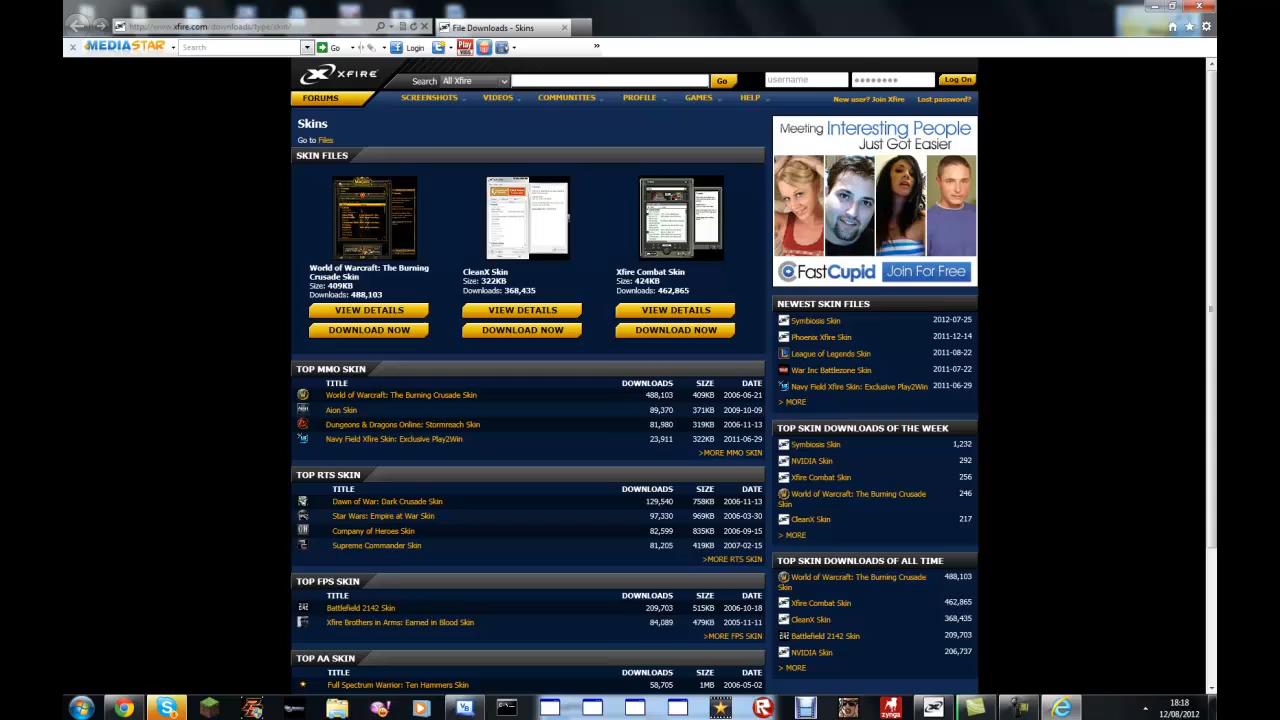 http://www.xfire.com/downloads/type/skin/
File Downloads - Skins
MEDIASTAR
Search
Go
Login
Play
XFIRE
Search All Xfire
Go
username
Log On
FORUMS
SCREENSHOTS
VIDEOS
COMMUNITIES
PROFILE
GAMES
HELP
New user? Join Xfire
Lost password?
Skins
Go to Files
SKIN FILES
World of Warcraft: The Burning
Crusade Skin
Size: 409KB
Downloads: 488,103
VIEW DETAILS
DOWNLOAD NOW
CleanX Skin
Size: 322KB
Downloads: 368,435
VIEW DETAILS
DOWNLOAD NOW
Xfire Combat Skin
Size: 424KB
Downloads: 462,865
VIEW DETAILS
DOWNLOAD NOW
TOP MMO SKIN
TITLE DOWNLOADS SIZE DATE
World of Warcraft: The Burning Crusade Skin 488,103 409KB 2006-06-21
Aion Skin 89,370 371KB 2009-10-09
Dungeons & Dragons Online: Stormreach Skin 81,980 319KB 2006-11-13
Navy Field Xfire Skin: Exclusive Play2Win 23,911 322KB 2011-06-29
>MORE MMO SKIN
TOP RTS SKIN
TITLE DOWNLOADS SIZE DATE
Dawn of War: Dark Crusade Skin 129,540 758KB 2006-11-13
Star Wars: Empire at War Skin 97,330 969KB 2006-03-30
Company of Heroes Skin 82,599 835KB 2006-09-15
Supreme Commander Skin 81,205 419KB 2007-02-15
>MORE RTS SKIN
TOP FPS SKIN
TITLE DOWNLOADS SIZE DATE
Battlefield 2142 Skin 209,703 515KB 2006-10-18
Xfire Brothers in Arms: Earned in Blood Skin 84,089 479KB 2005-11-11
>MORE FPS SKIN
TOP AA SKIN
TITLE DOWNLOADS SIZE DATE
Full Spectrum Warrior: Ten Hammers Skin 58,705 1MB 2006-05-02
Meeting Interesting People
Just Got Easier
FastCupid
Join For Free
NEWEST SKIN FILES
Symbiosis Skin 2012-07-25
Phoenix Xfire Skin 2011-12-14
League of Legends Skin 2011-08-22
War Inc Battlezone Skin 2011-07-22
Navy Field Xfire Skin: Exclusive Play2Win 2011-06-29
> MORE
TOP SKIN DOWNLOADS OF THE WEEK
Symbiosis Skin 1,232
NVIDIA Skin 292
Xfire Combat Skin 256
World of Warcraft: The Burning Crusade 246
Skin
CleanX Skin 217
> MORE
TOP SKIN DOWNLOADS OF ALL TIME
World of Warcraft: The Burning Crusade 488,103
Skin
Xfire Combat Skin 462,865
CleanX Skin 368,435
Battlefield 2142 Skin 209,703
NVIDIA Skin 206,737
> MORE
zynga
18:18
12/08/2012